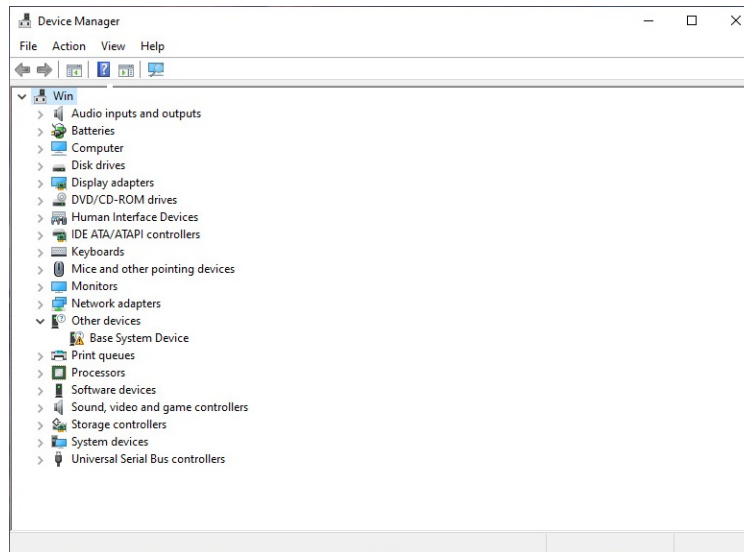 Device Manager
File Action View Help
Win
Audio inputs and outputs
Batteries
Computer
Disk drives
Display adapters
DVD/CD-ROM drives
Human Interface Devices
IDE ATA/ATAPI controllers
Keyboards
Mice and other pointing devices
Monitors
Network adapters
Other devices
Base System Device
Print queues
Processors
Software devices
Sound, video and game controllers
Storage controllers
System devices
Universal Serial Bus controllers